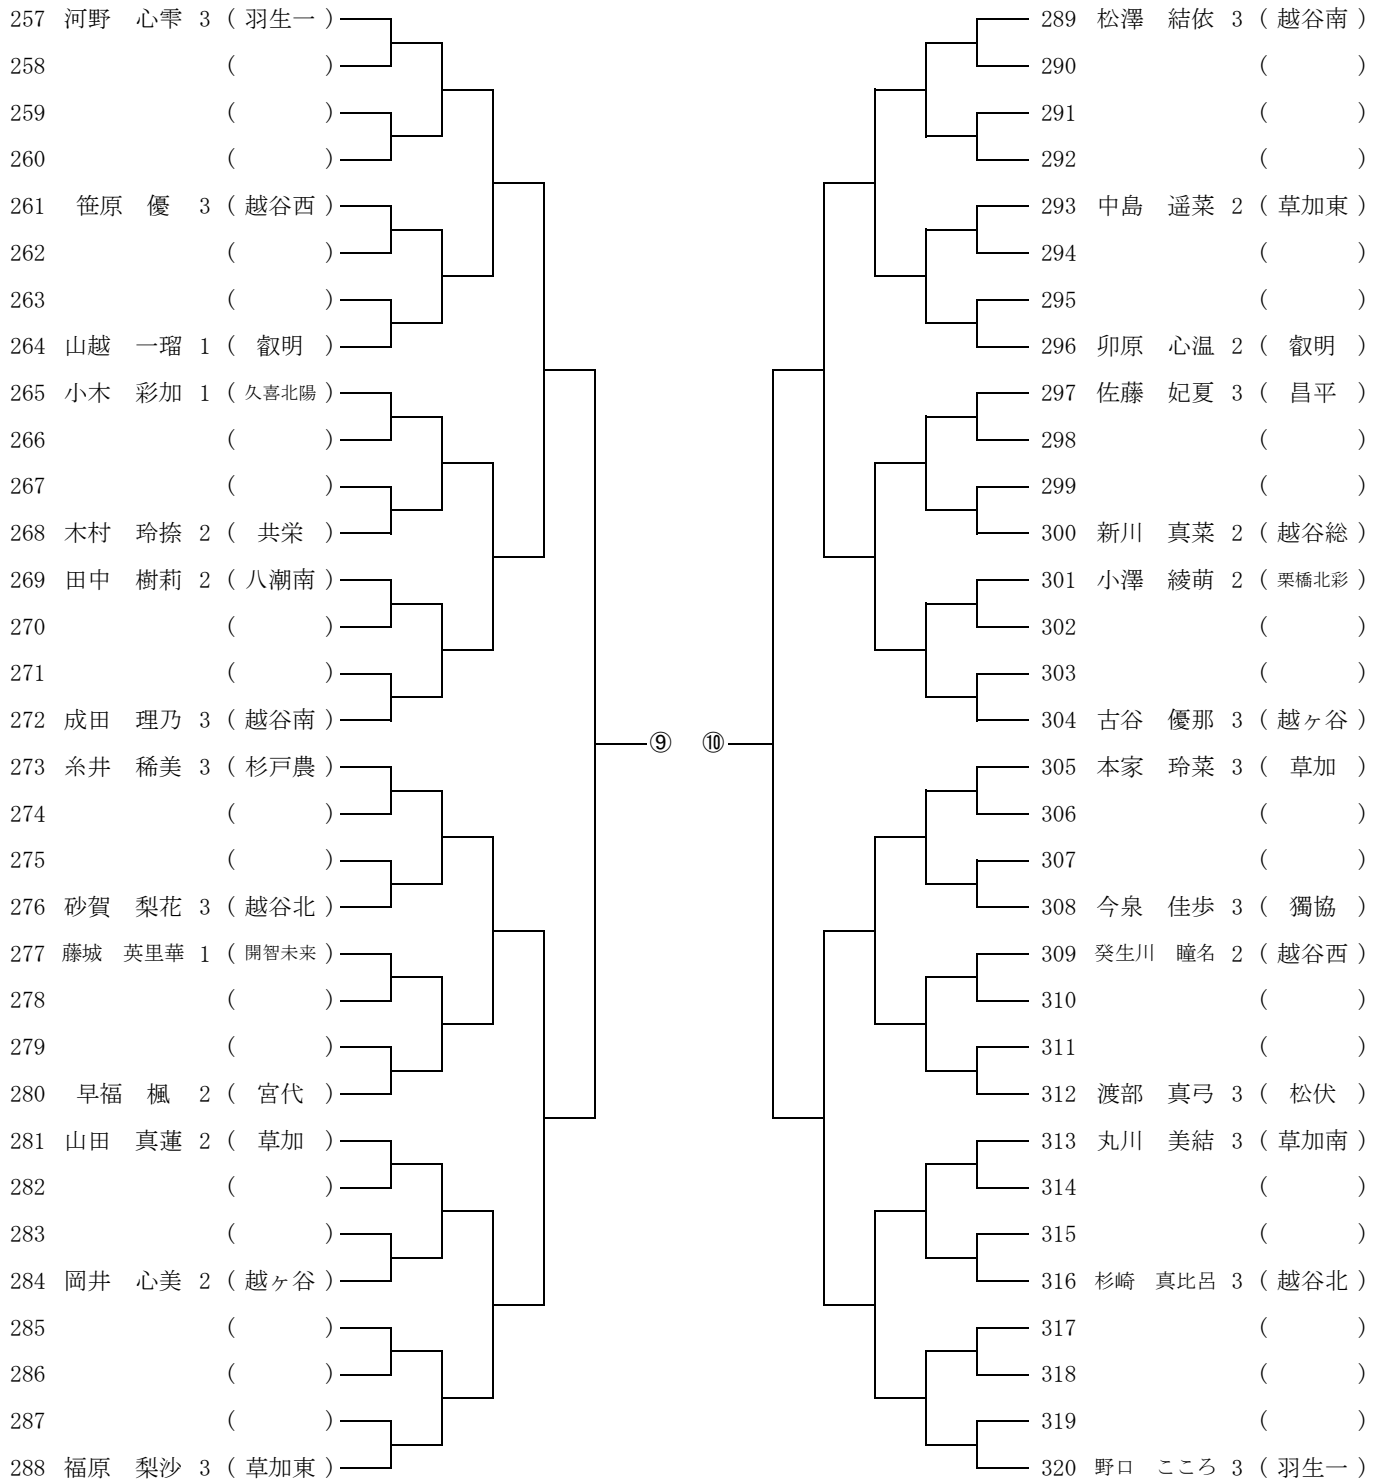 257 河野 心雫 3 ( 羽生一 )
258 ( )
259 ( )
260 ( )
261 笹原 優 3 ( 越谷西 )
262 ( )
263 ( )
264 山越 一瑠 1 ( 叡明 )
265 小木 彩加 1 ( 久喜北陽 )
266 ( )
267 ( )
268 木村 玲捺 2 ( 共栄 )
269 田中 樹莉 2 ( 八潮南 )
270 ( )
271 ( )
272 成田 理乃 3 ( 越谷南 )
273 糸井 稀美 3 ( 杉戸農 )
274 ( )
275 ( )
276 砂賀 梨花 3 ( 越谷北 )
277 藤城 英里華 1 ( 開智未来 )
278 ( )
279 ( )
280 早福 楓 2 ( 宮代 )
281 山田 真蓮 2 ( 草加 )
282 ( )
283 ( )
284 岡井 心美 2 ( 越ヶ谷 )
285 ( )
286 ( )
287 ( )
288 福原 梨沙 3 ( 草加東 )
⑨ ⑩
289 松澤 結依 3 ( 越谷南 )
290 ( )
291 ( )
292 ( )
293 中島 遥菜 2 ( 草加東 )
294 ( )
295 ( )
296 卯原 心温 2 ( 叡明 )
297 佐藤 妃夏 3 ( 昌平 )
298 ( )
299 ( )
300 新川 真菜 2 ( 越谷総 )
301 小澤 綾萌 2 ( 栗橋北彩 )
302 ( )
303 ( )
304 古谷 優那 3 ( 越ヶ谷 )
305 本家 玲菜 3 ( 草加 )
306 ( )
307 ( )
308 今泉 佳歩 3 ( 獨協 )
309 癸生川 瞳名 2 ( 越谷西 )
310 ( )
311 ( )
312 渡部 真弓 3 ( 松伏 )
313 丸川 美結 3 ( 草加南 )
314 ( )
315 ( )
316 杉崎 真比呂 3 ( 越谷北 )
317 ( )
318 ( )
319 ( )
320 野口 こころ 3 ( 羽生一 )